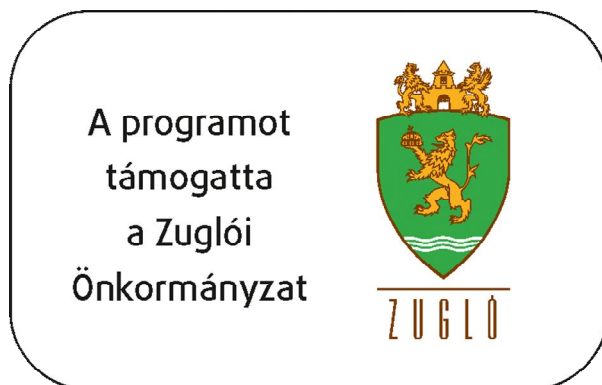 A programot
támogatta
a Zuglói
Önkormányzat
ZUGLÓ